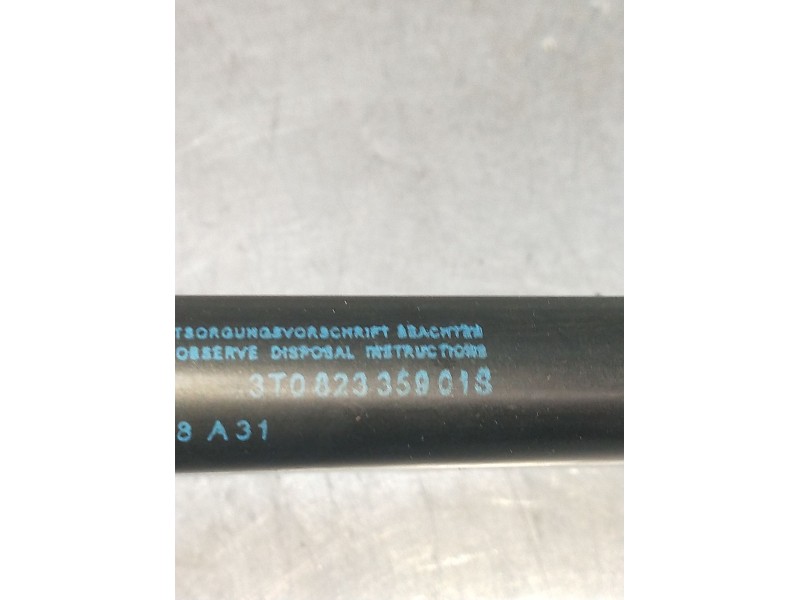 TSORGUNGSVORSCHRIFT BEACHTEN
OBSERVE DISPOSAL INSTRUCTIONS
3T0 823 359 01S
8 A31